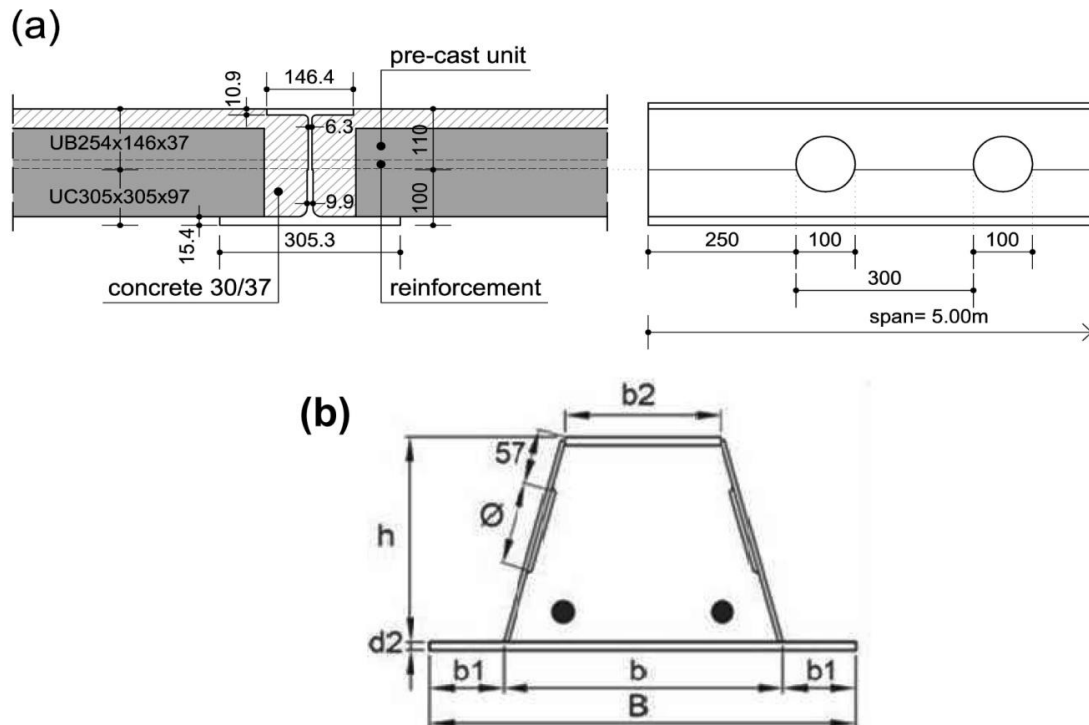 (a)
pre-cast unit
146.4
10.9
6.3
110
UB254x146x37
UC305x305x97
9.9
100
15.4
305.3
concrete 30/37
reinforcement
250
100
100
300
span= 5.00m
(b)
b2
57
Ø
h
d2
b1
b
b1
B